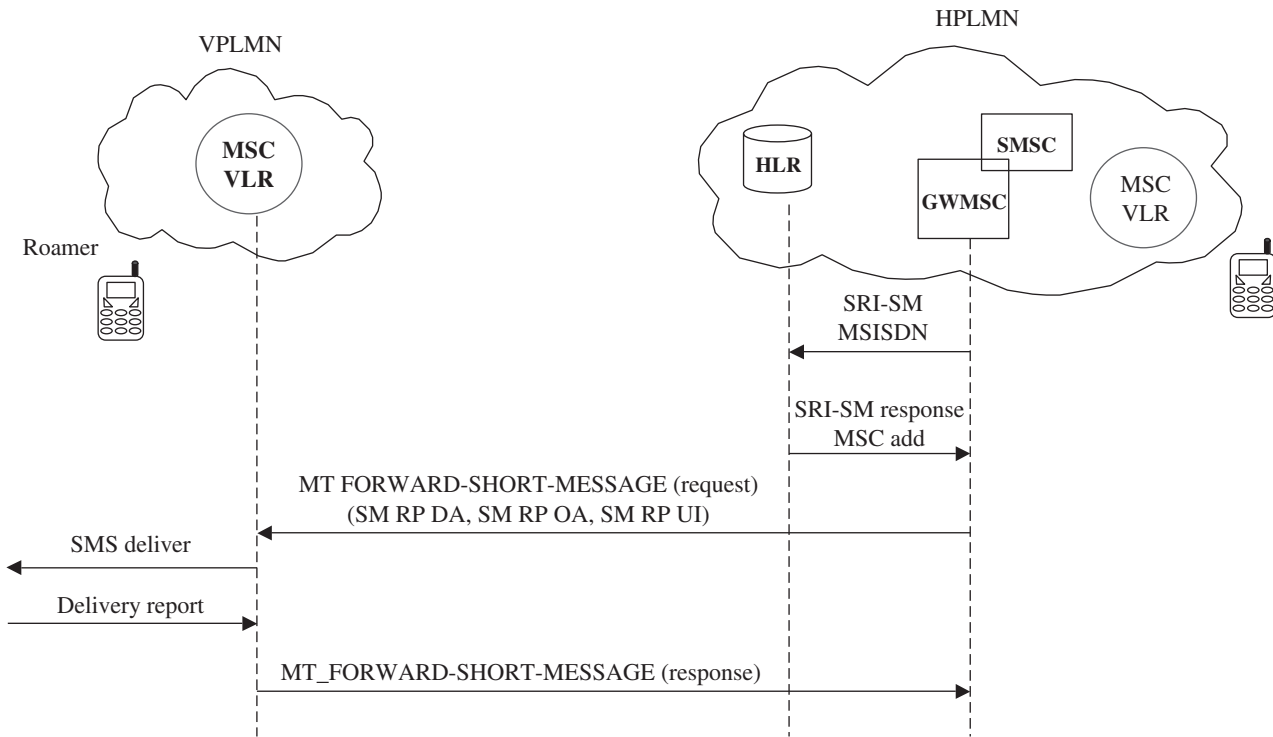 HPLMN
VPLMN
MSC
VLR
HLR
SMSC
GWMSC
MSC
VLR
Roamer
SRI-SM
MSISDN
SRI-SM response
MSC add
MT FORWARD-SHORT-MESSAGE (request)
(SM RP DA, SM RP OA, SM RP UI)
SMS deliver
Delivery report
MT_FORWARD-SHORT-MESSAGE (response)